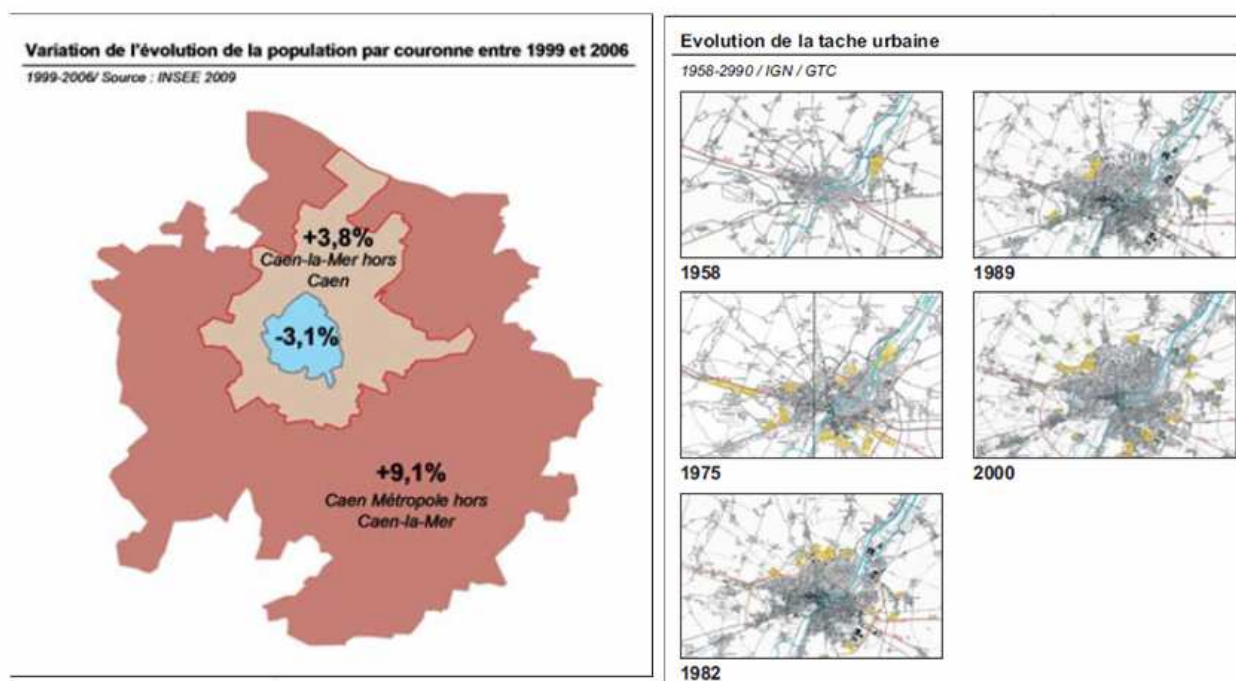 Variation de l'évolution de la population par couronne entre 1999 et 2006
1999-2006/ Source : INSEE 2009
+3,8%
Caen-la-Mer hors
Caen
-3,1%
+9,1%
Caen Métropole hors
Caen-la-Mer
Evolution de la tache urbaine
1958-2990 / IGN / GTC
1958
1989
1975
2000
1982